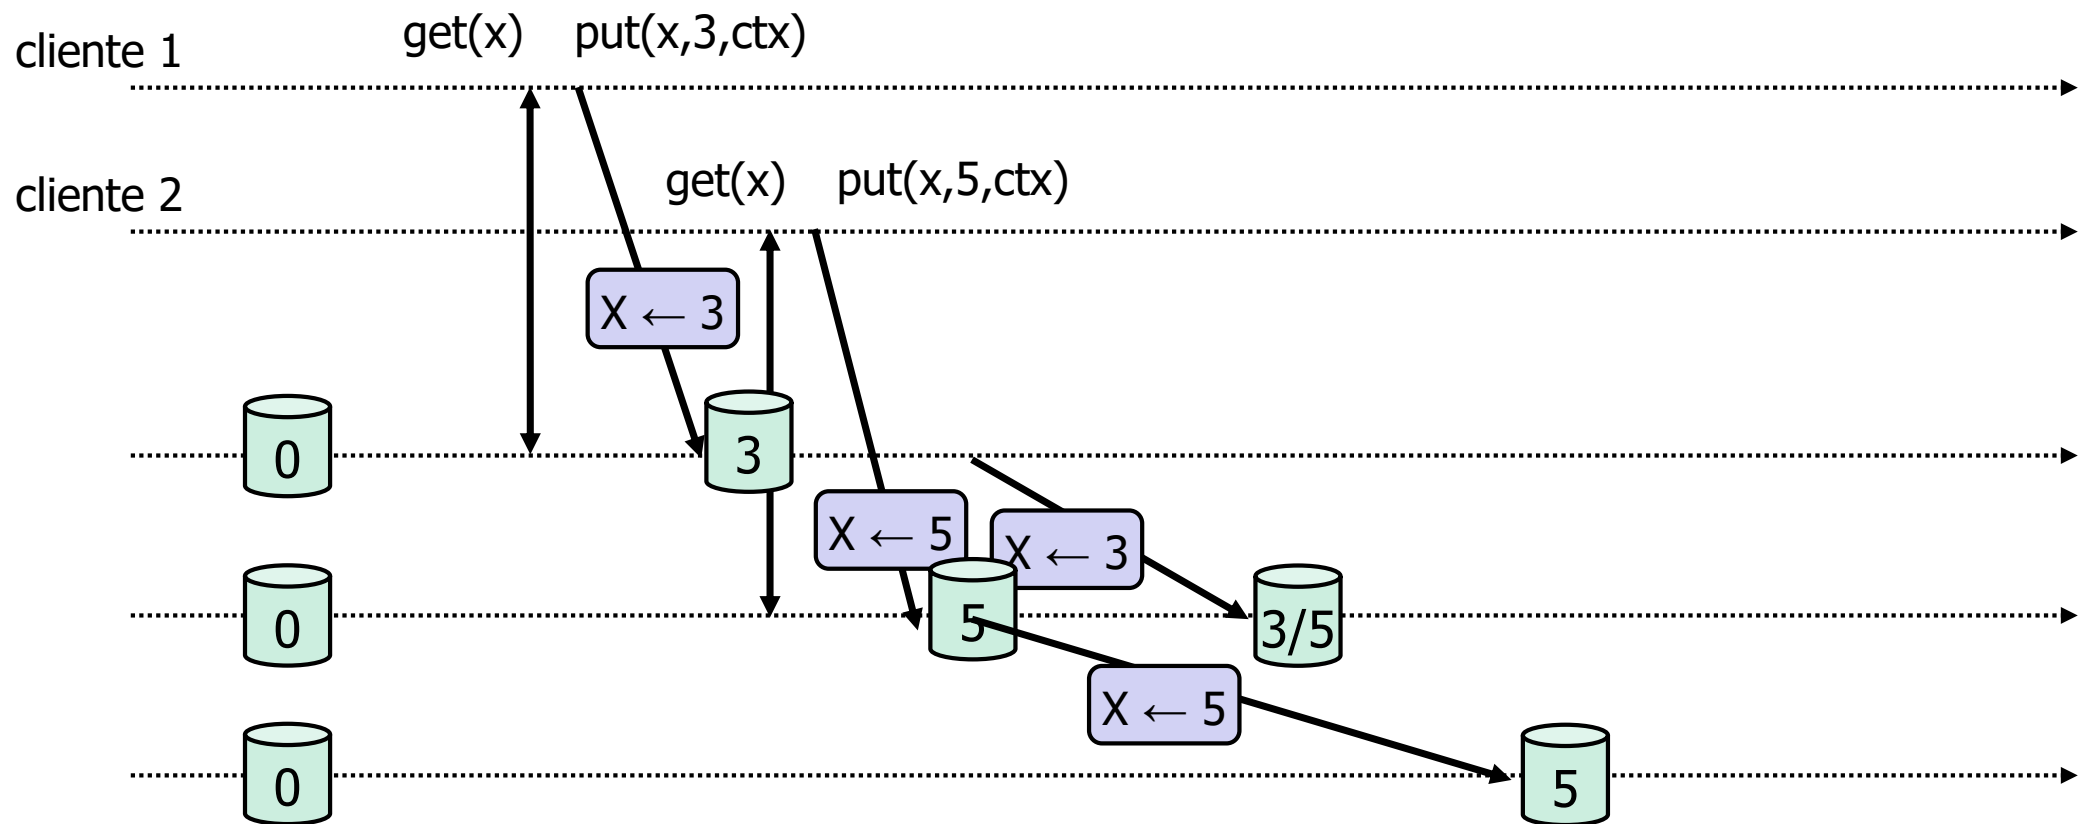 cliente 1
get(x) put(x,3,ctx)
cliente 2
get(x) put(x,5,ctx)
X ← 3
0
3
X ← 5
X ← 3
0
5
3/5
X ← 5
0
5